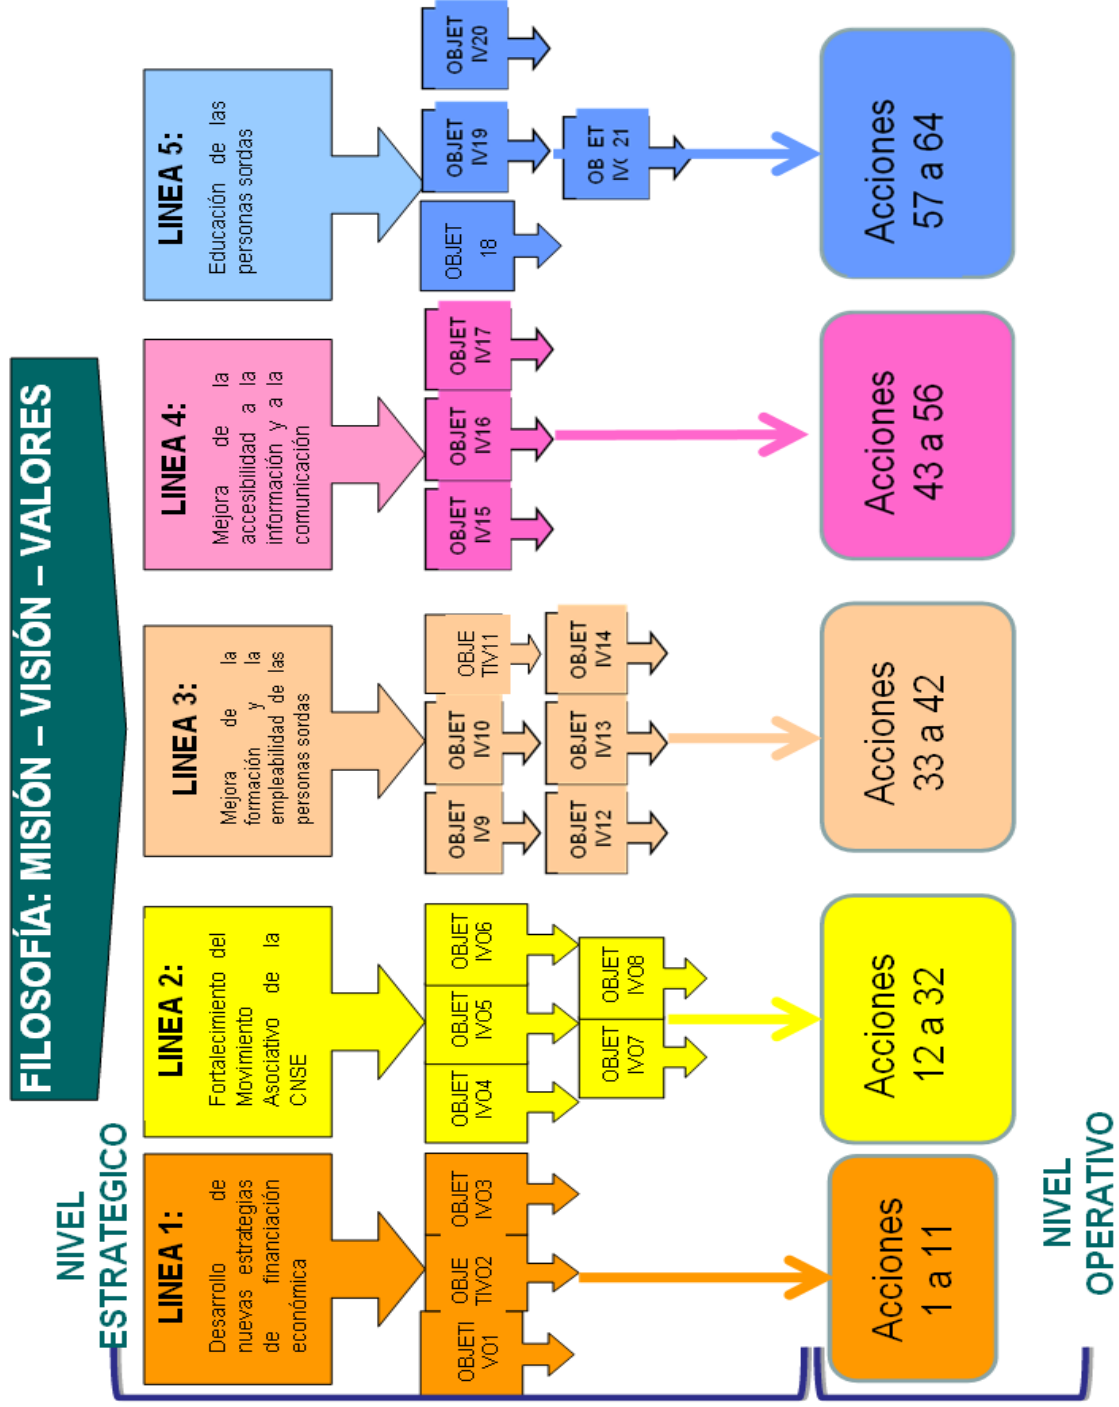 FILOSOFÍA: MISIÓN – VISIÓN – VALORES
NIVEL
ESTRATEGICO
LINEA 1:
Desarrollo de
nuevas estrategias
de financiación
económica
LINEA 2:
Fortalecimiento del
Movimiento
Asociativo de la
CNSE
LINEA 3:
Mejora de la
formación y la
empleabilidad de las
personas sordas
LINEA 4:
Mejora de la
accesibilidad a la
información y a la
comunicación
LINEA 5:
Educación de las
personas sordas
OBJETI
VO1
OBJE
TIVO2
OBJET
IVO3
OBJET
IVO4
OBJET
IVO5
OBJET
IVO6
OBJET
IVO7
OBJET
IVO8
OBJET
IV9
OBJET
IV10
OBJE
TIV11
OBJET
IV12
OBJET
IV13
OBJET
IV14
OBJET
IV15
OBJET
IV16
OBJET
IV17
OBJET
18
OBJET
IV19
OBJET
IV20
OB ET
IV 21
Acciones
1 a 11
Acciones
12 a 32
Acciones
33 a 42
Acciones
43 a 56
Acciones
57 a 64
NIVEL
OPERATIVO